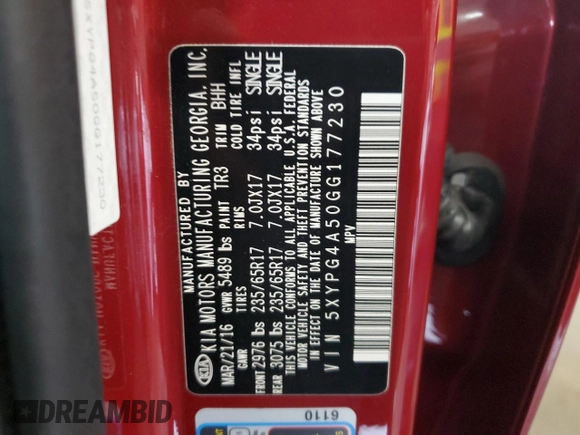 MANUFACTURED BY
KIA MOTORS MANUFACTURING GEORGIA, INC.
MAR/21/16 PAINT TR3 TRIM BHH
GVWR 5489 lbs
GAWR TIRES RIMS COLD TIRE INFL
FRONT 2976 lbs 235/65R17 7.0JX17 34psi SINGLE
REAR 3075 lbs 235/65R17 7.0JX17 34psi SINGLE
THIS VEHICLE CONFORMS TO ALL APPLICABLE U.S.A. FEDERAL
MOTOR VEHICLE SAFETY AND THEFT PREVENTION STANDARDS
IN EFFECT ON THE DATE OF MANUFACTURE SHOWN ABOVE
VIN 5XYPG4A50GG177230
MPV
KIA
6110
DREAMBID